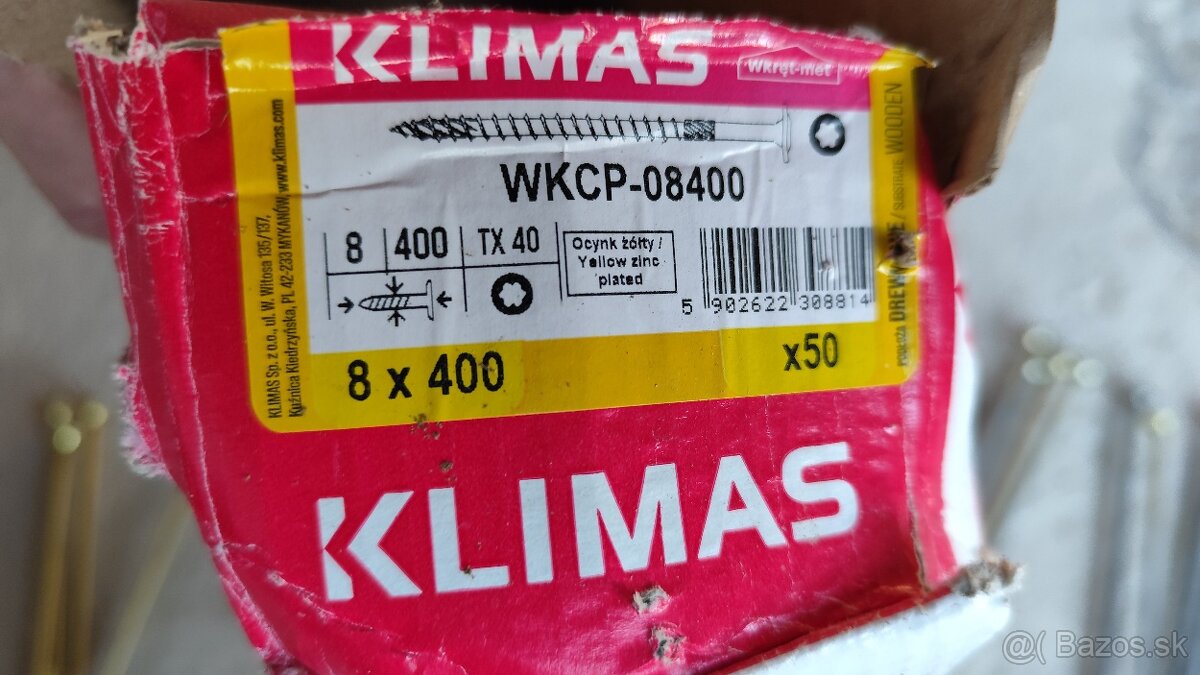 KLIMAS
Wkręt-met
WKCP-08400
8 400 TX 40
Ocynk żółty /
Yellow zinc
plated
5 902622 308814
8 x 400
x50
KLIMAS Sp. z o.o., ul. W. Witosa 135/137,
Kuźnica Kiedrzyńska, PL 42-233 MYKANÓW, www.klimas.com
/ SUBSTRATE WOODEN
KLIMAS
@( Bazos.sk